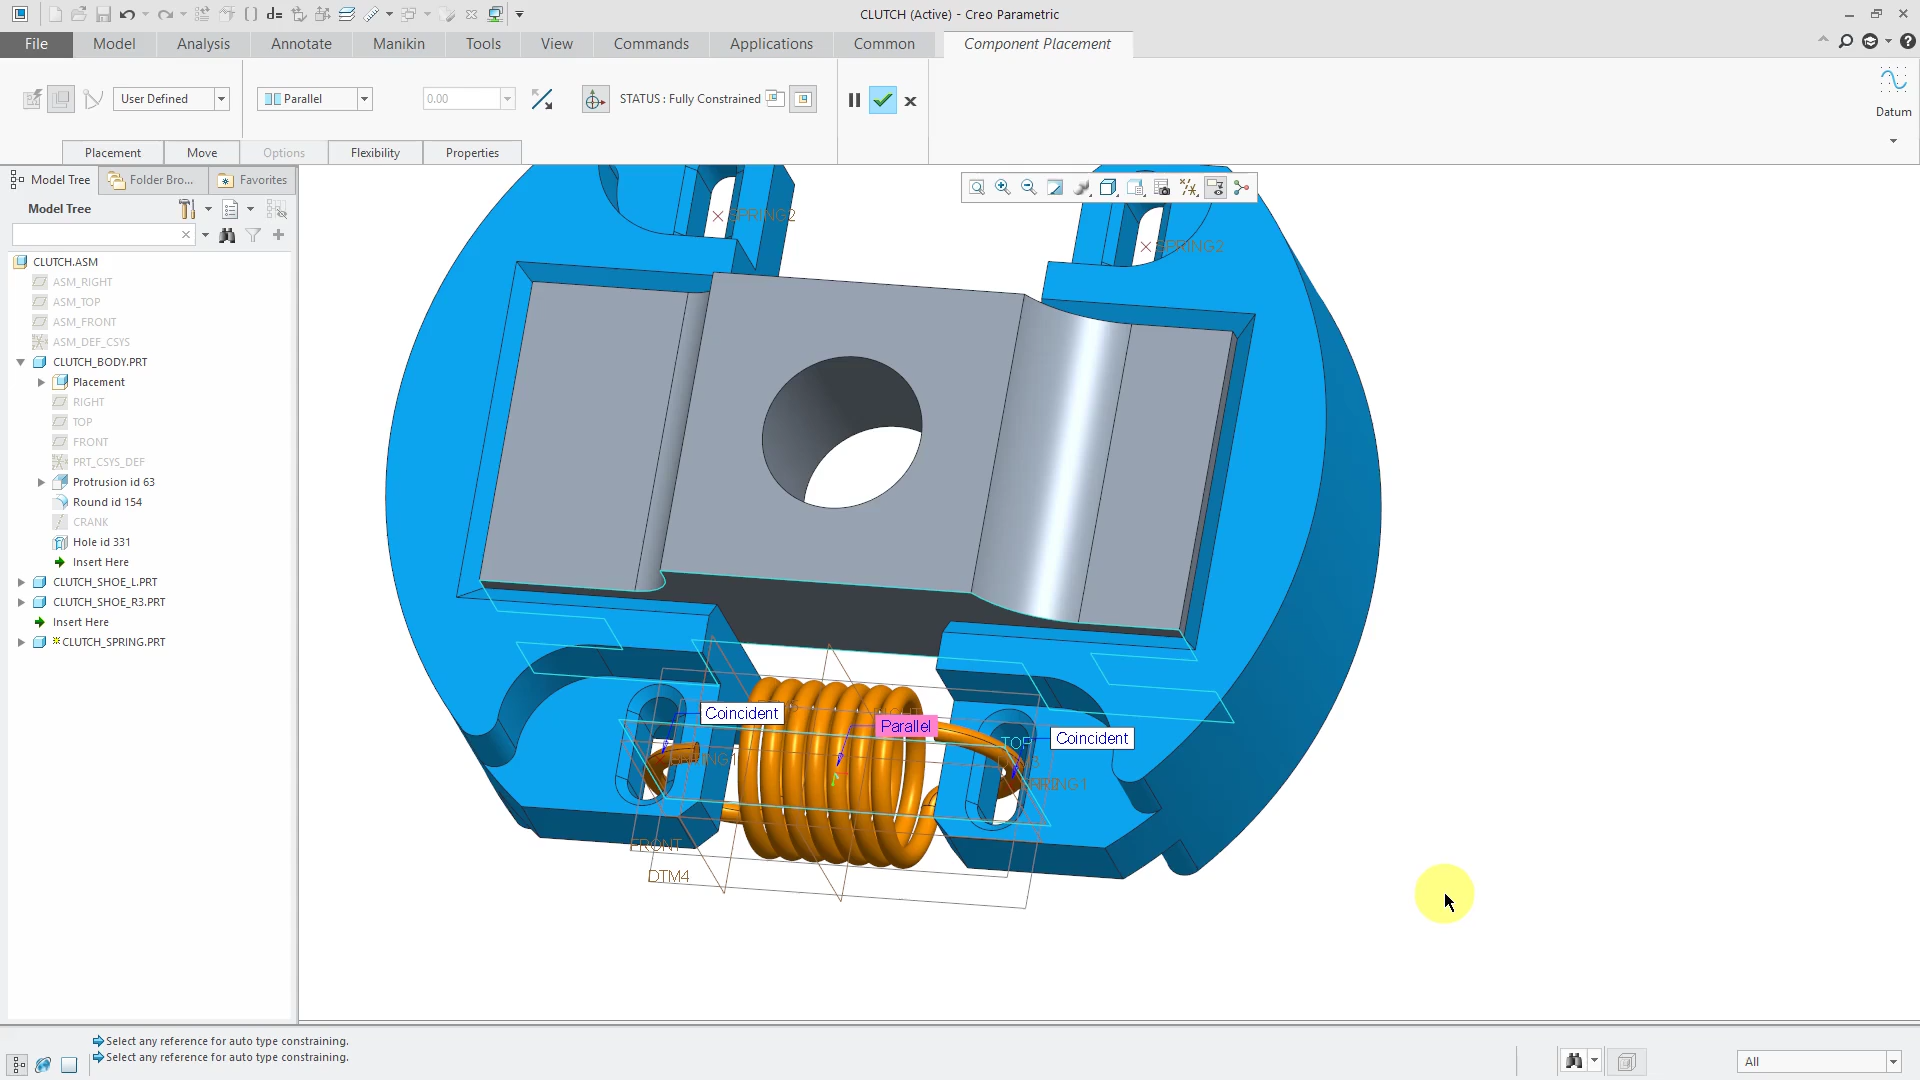 CLUTCH (Active) - Creo Parametric
File
Model
Analysis
Annotate
Manikin
Tools
View
Commands
Applications
Common
Component Placement
User Defined
Parallel
0.00
STATUS : Fully Constrained
Datum
Placement
Move
Options
Flexibility
Properties
Model Tree
Folder Bro...
Favorites
Model Tree
CLUTCH.ASM
ASM_RIGHT
ASM_TOP
ASM_FRONT
ASM_DEF_CSYS
CLUTCH_BODY.PRT
Placement
RIGHT
TOP
FRONT
PRT_CSYS_DEF
Protrusion id 63
Round id 154
CRANK
Hole id 331
Insert Here
CLUTCH_SHOE_L.PRT
CLUTCH_SHOE_R3.PRT
Insert Here
CLUTCH_SPRING.PRT
SPRING2
SPRING2
Coincident
Parallel
Coincident
TOP
FRONT
DTM4
Select any reference for auto type constraining.
Select any reference for auto type constraining.
All